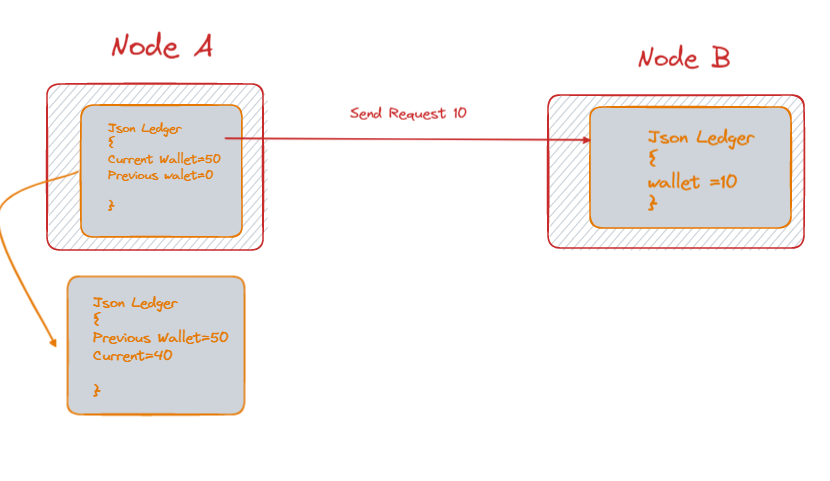 Node A
Node B
Send Request 10
Json Ledger
{
Current Wallet=50
Previous walet=0
}
Json Ledger
{
wallet =10
}
Json Ledger
{
Previous Wallet=50
Current=40
}